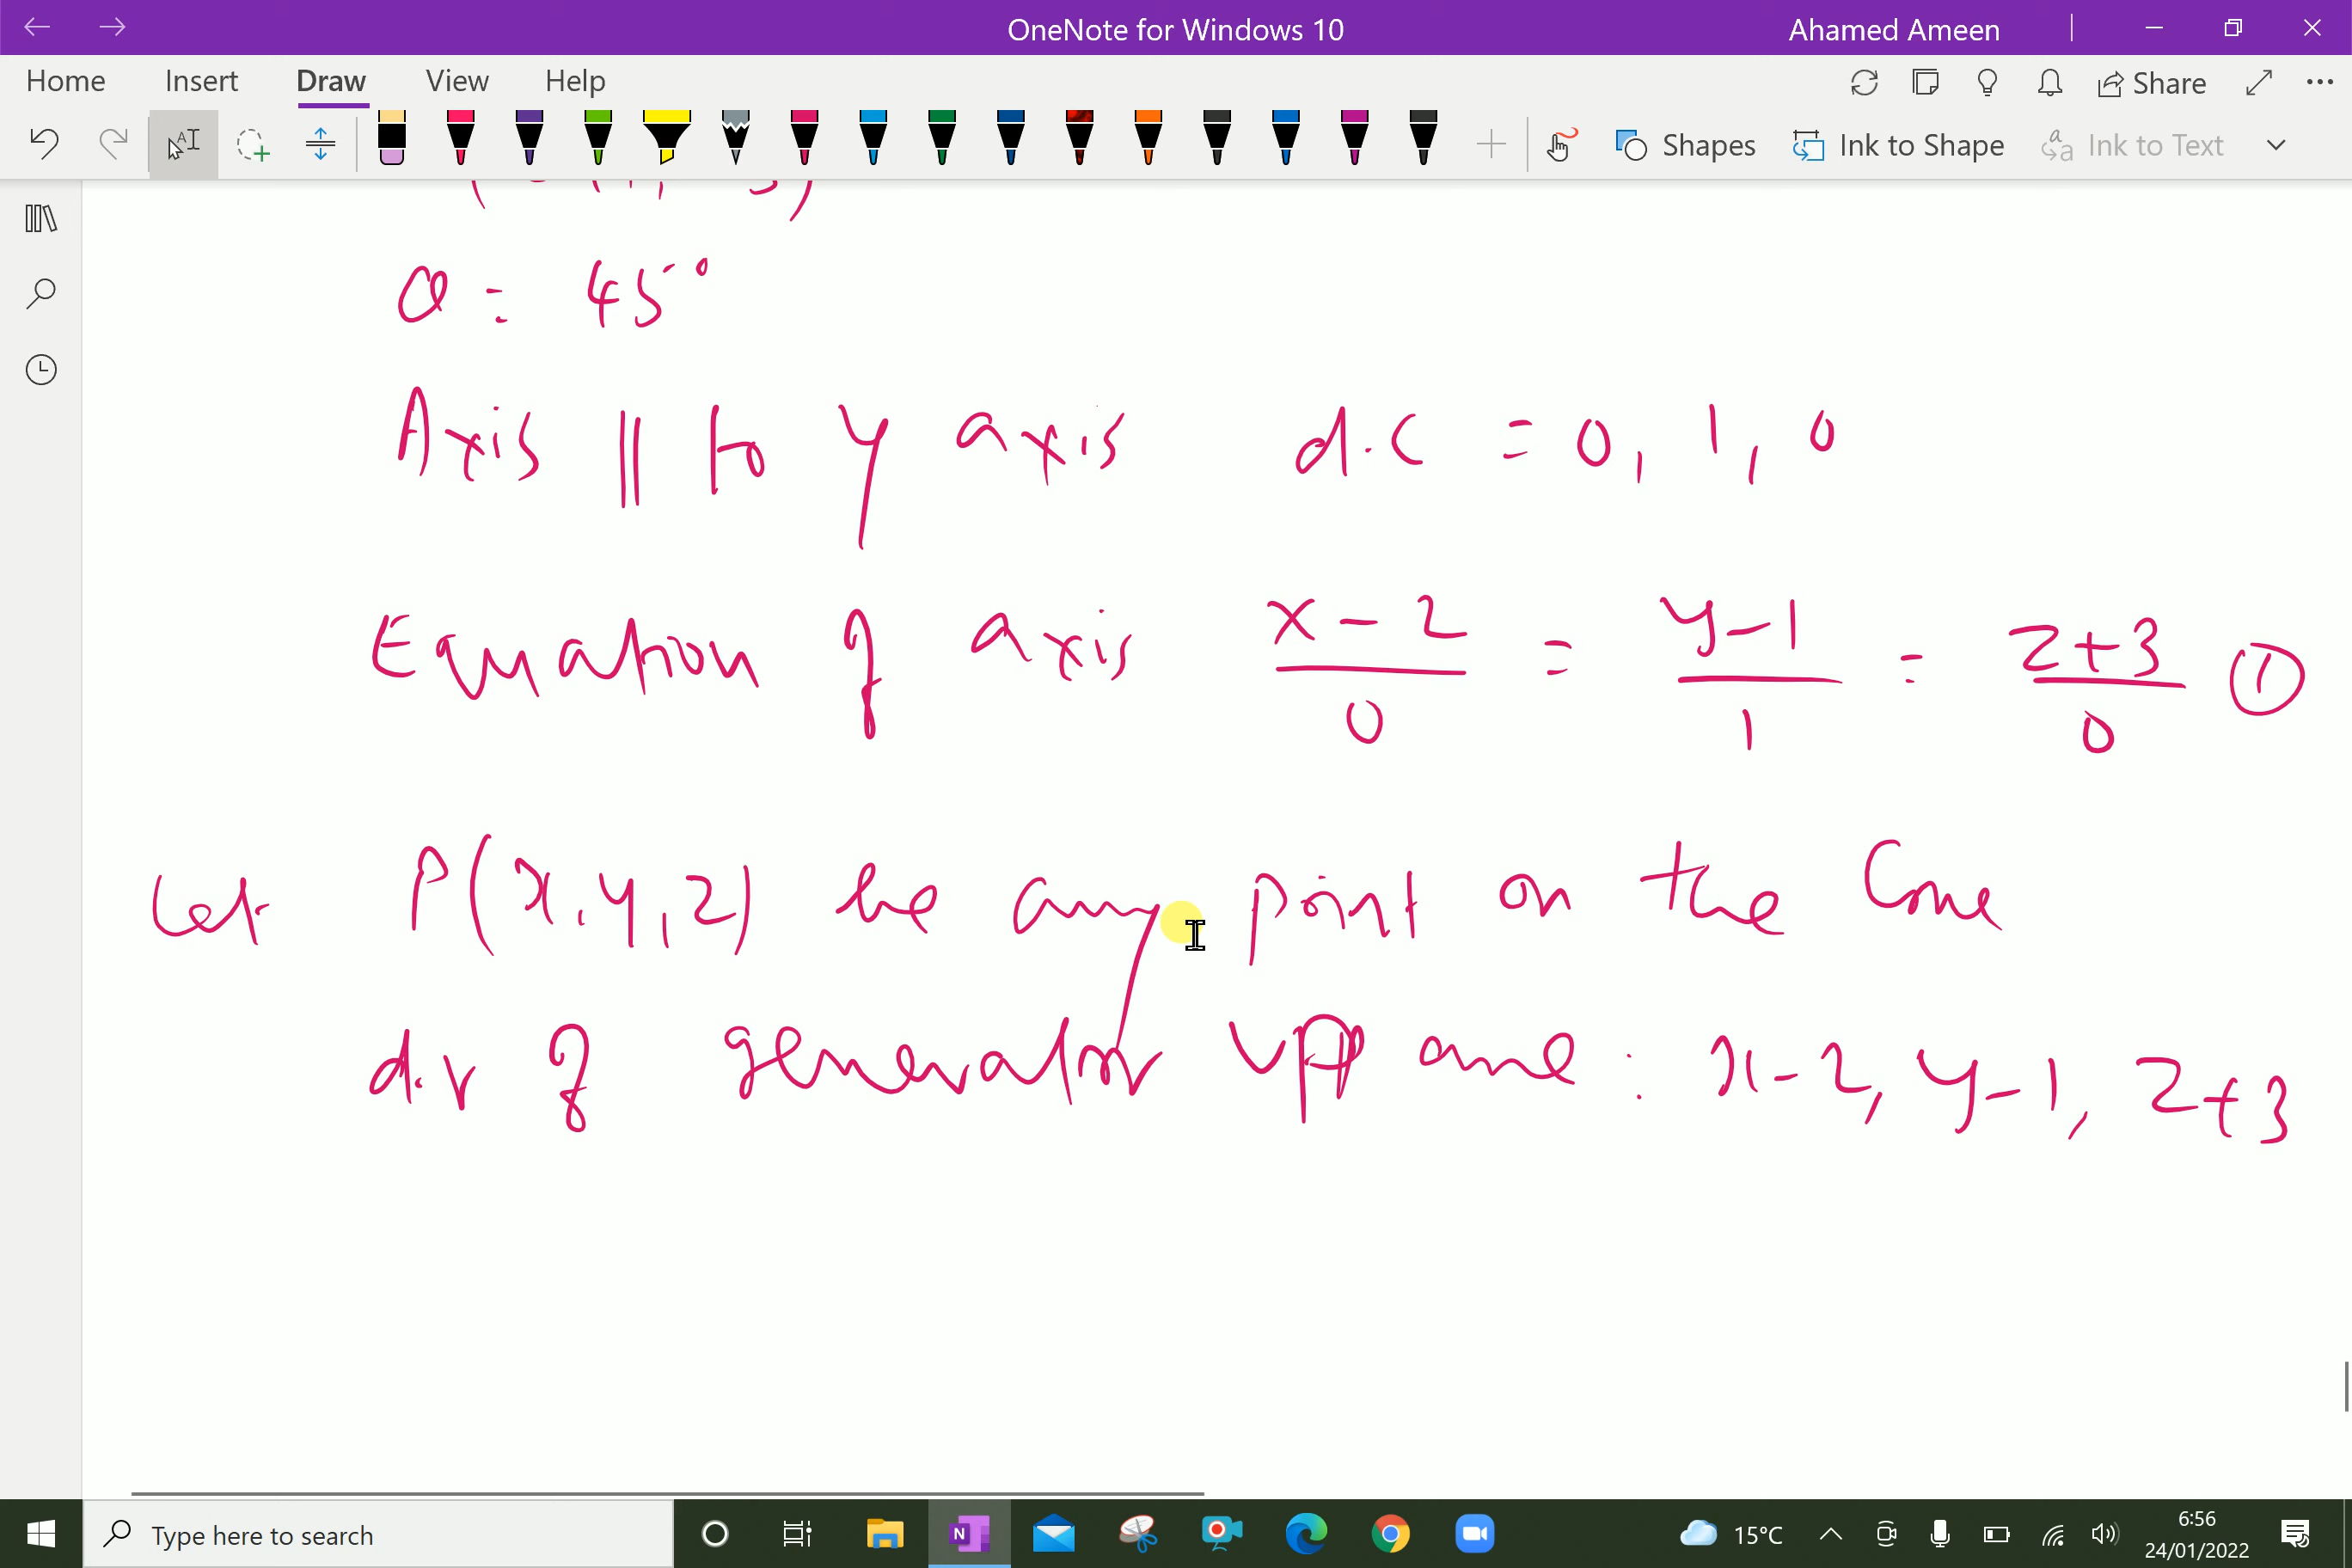 OneNote for Windows 10 Ahamed Ameen
Home Insert Draw View Help Share
Shapes Ink to Shape Ink to Text
θ = 45°
Axis || to y axis d.c = 0, 1, 0
Equation of axis x-2/0 = y-1/1 = z+3/0 ①
Let P(x,y,z) be any point on the Cone
d.r of generator VP are : x-2, y-1, z+3
Type here to search 15°C 6:56
24/01/2022